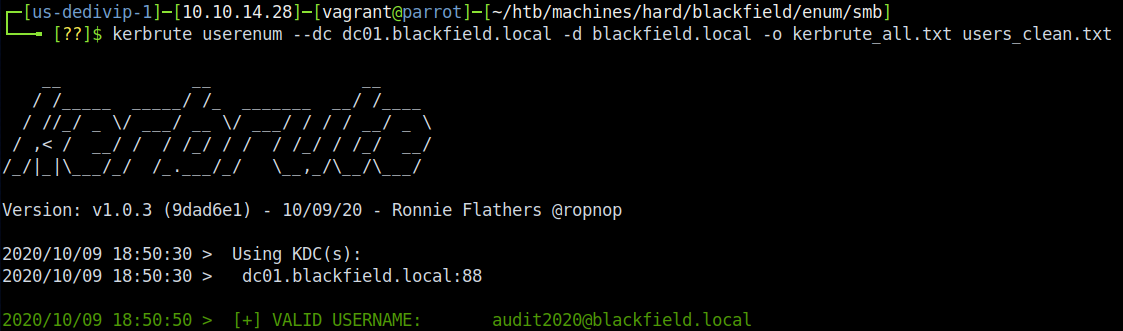 ┌─[us-dedivip-1]─[10.10.14.28]─[vagrant@parrot]─[~/htb/machines/hard/blackfield/enum/smb]
└──╼ [??]$ kerbrute userenum --dc dc01.blackfield.local -d blackfield.local -o kerbrute_all.txt users_clean.txt
    __             __               __
   / /_____  _____/ /_  _______  __/ /____
  / //_/ _ \/ ___/ __ \/ ___/ / / / __/ _ \
 / ,< /  __/ /  / /_/ / /  / /_/ / /_/  __/
/_/|_|\___/_/  /_.___/_/   \__,_/\__/\___/
Version: v1.0.3 (9dad6e1) - 10/09/20 - Ronnie Flathers @ropnop
2020/10/09 18:50:30 >  Using KDC(s):
2020/10/09 18:50:30 >   dc01.blackfield.local:88
2020/10/09 18:50:50 >  [+] VALID USERNAME:       audit2020@blackfield.local